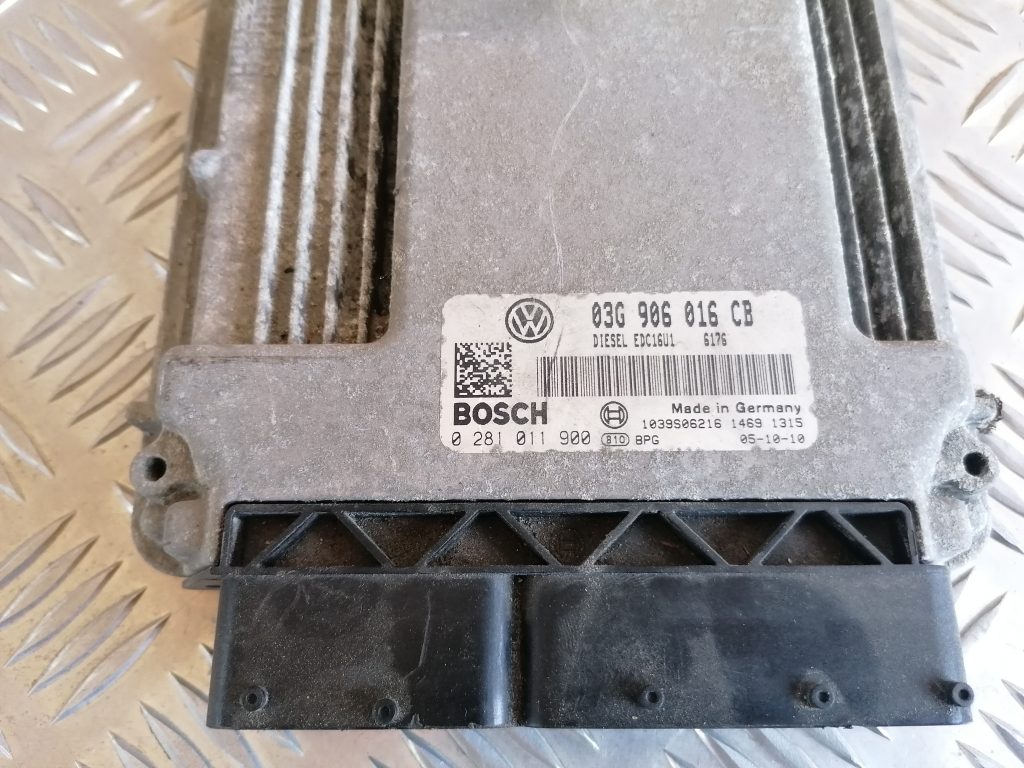 03G 906 016 CB
DIESEL EDC16U1 6176
BOSCH
Made in Germany
1039S06216 1469 1315
0 281 011 900 810 BPG 05-10-10